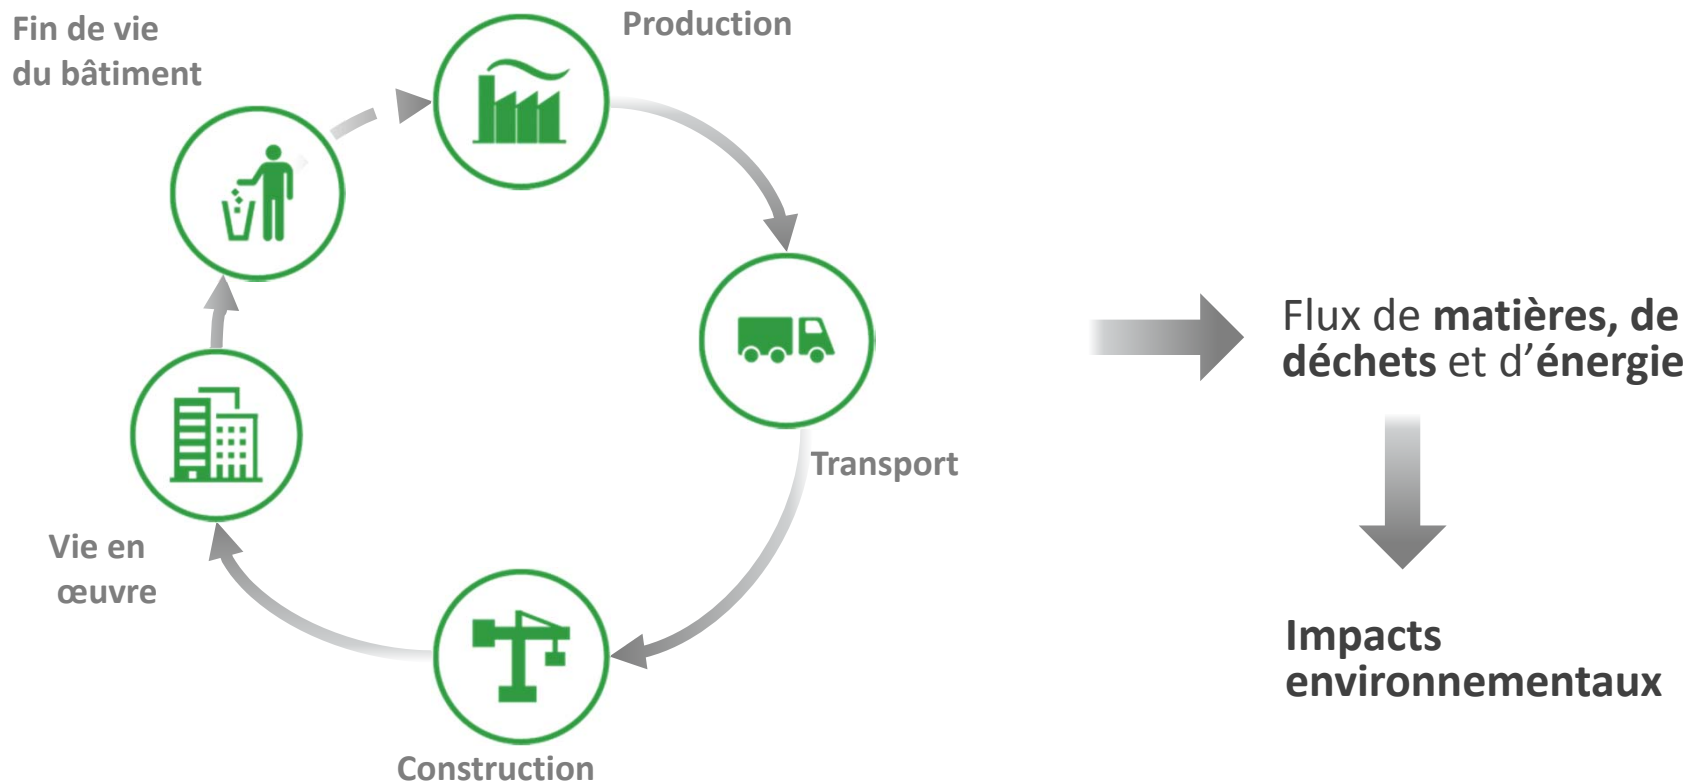 Fin de vie
du bâtiment
Production
Transport
Construction
Vie en
œuvre
Flux de matières, de
déchets et d’énergie
Impacts
environnementaux